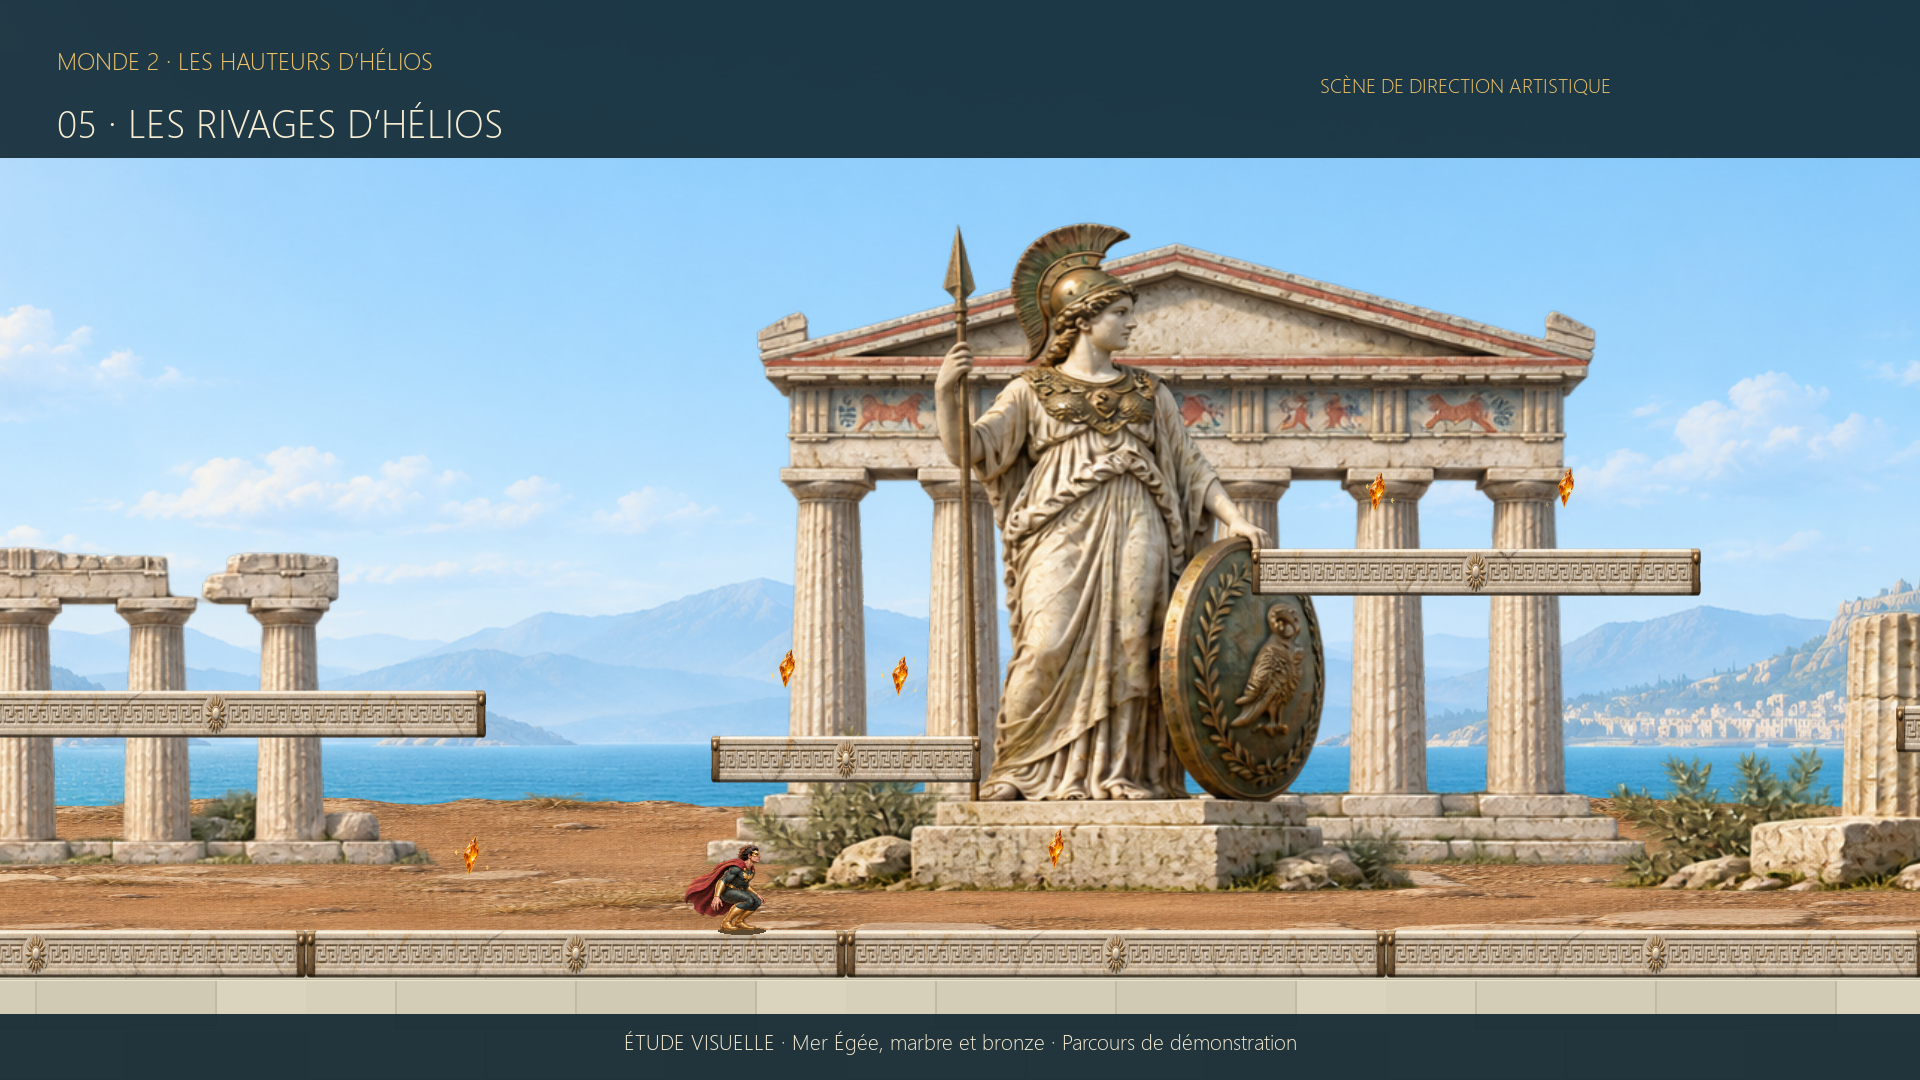 MONDE 2 · LES HAUTEURS D’HÉLIOS
SCÈNE DE DIRECTION ARTISTIQUE
05 · LES RIVAGES D’HÉLIOS
ÉTUDE VISUELLE · Mer Égée, marbre et bronze · Parcours de démonstration